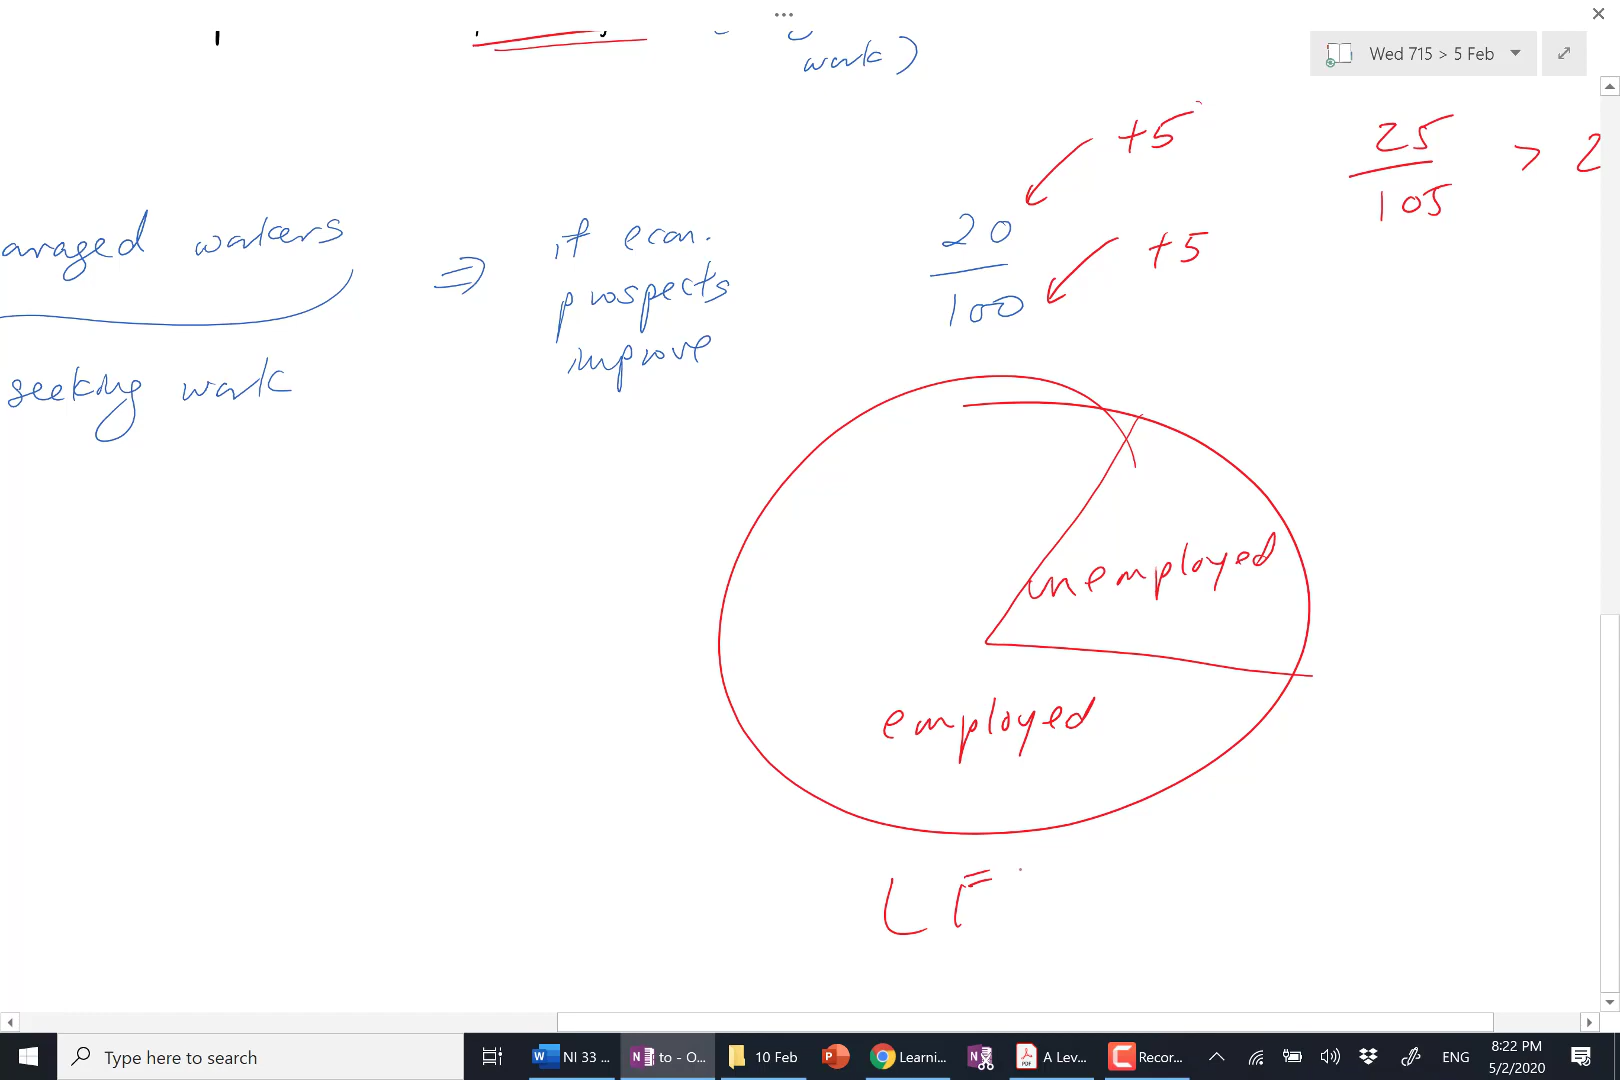 work)
Wed 715 > 5 Feb
+5
25
105
> 2
20
100
+5
araged workers
=> if econ.
prospects
improve
seeking work
unemployed
employed
LF
Type here to search
NI 33 ...
to - O...
10 Feb
Learni...
A Lev...
Recor...
ENG
8:22 PM
5/2/2020